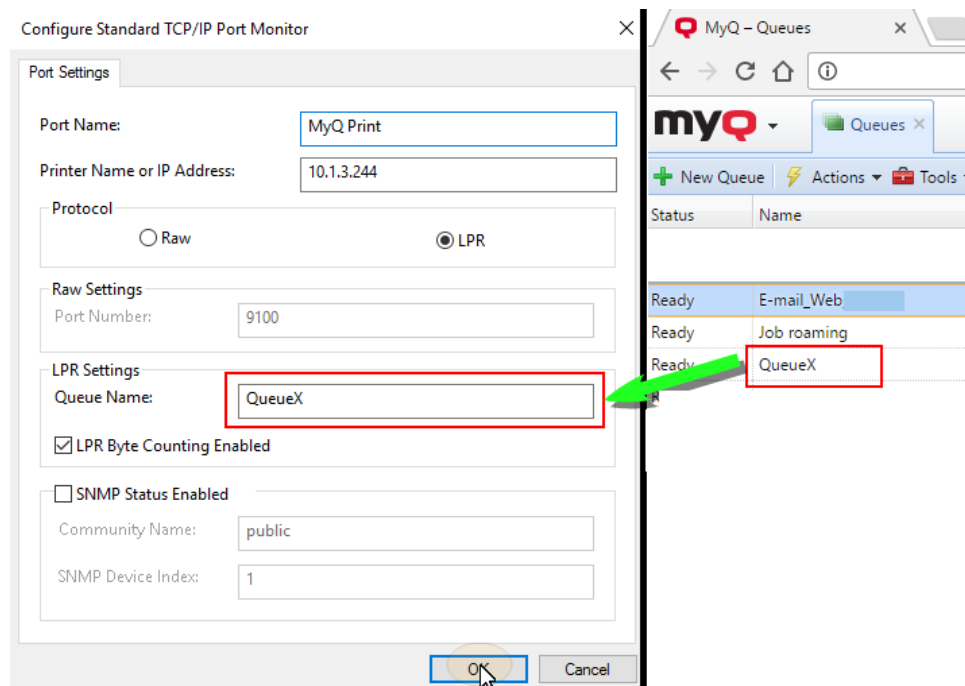 Configure Standard TCP/IP Port Monitor
Port Settings
Port Name:
MyQ Print
Printer Name or IP Address:
10.1.3.244
Protocol
Raw
LPR
Raw Settings
Port Number:
9100
LPR Settings
Queue Name:
QueueX
LPR Byte Counting Enabled
SNMP Status Enabled
Community Name:
public
SNMP Device Index:
1
OK
Cancel
MyQ – Queues
myQ
Queues
New Queue
Actions
Tools
Status
Name
Ready
E-mail_Web_
Ready
Job roaming
Ready
QueueX